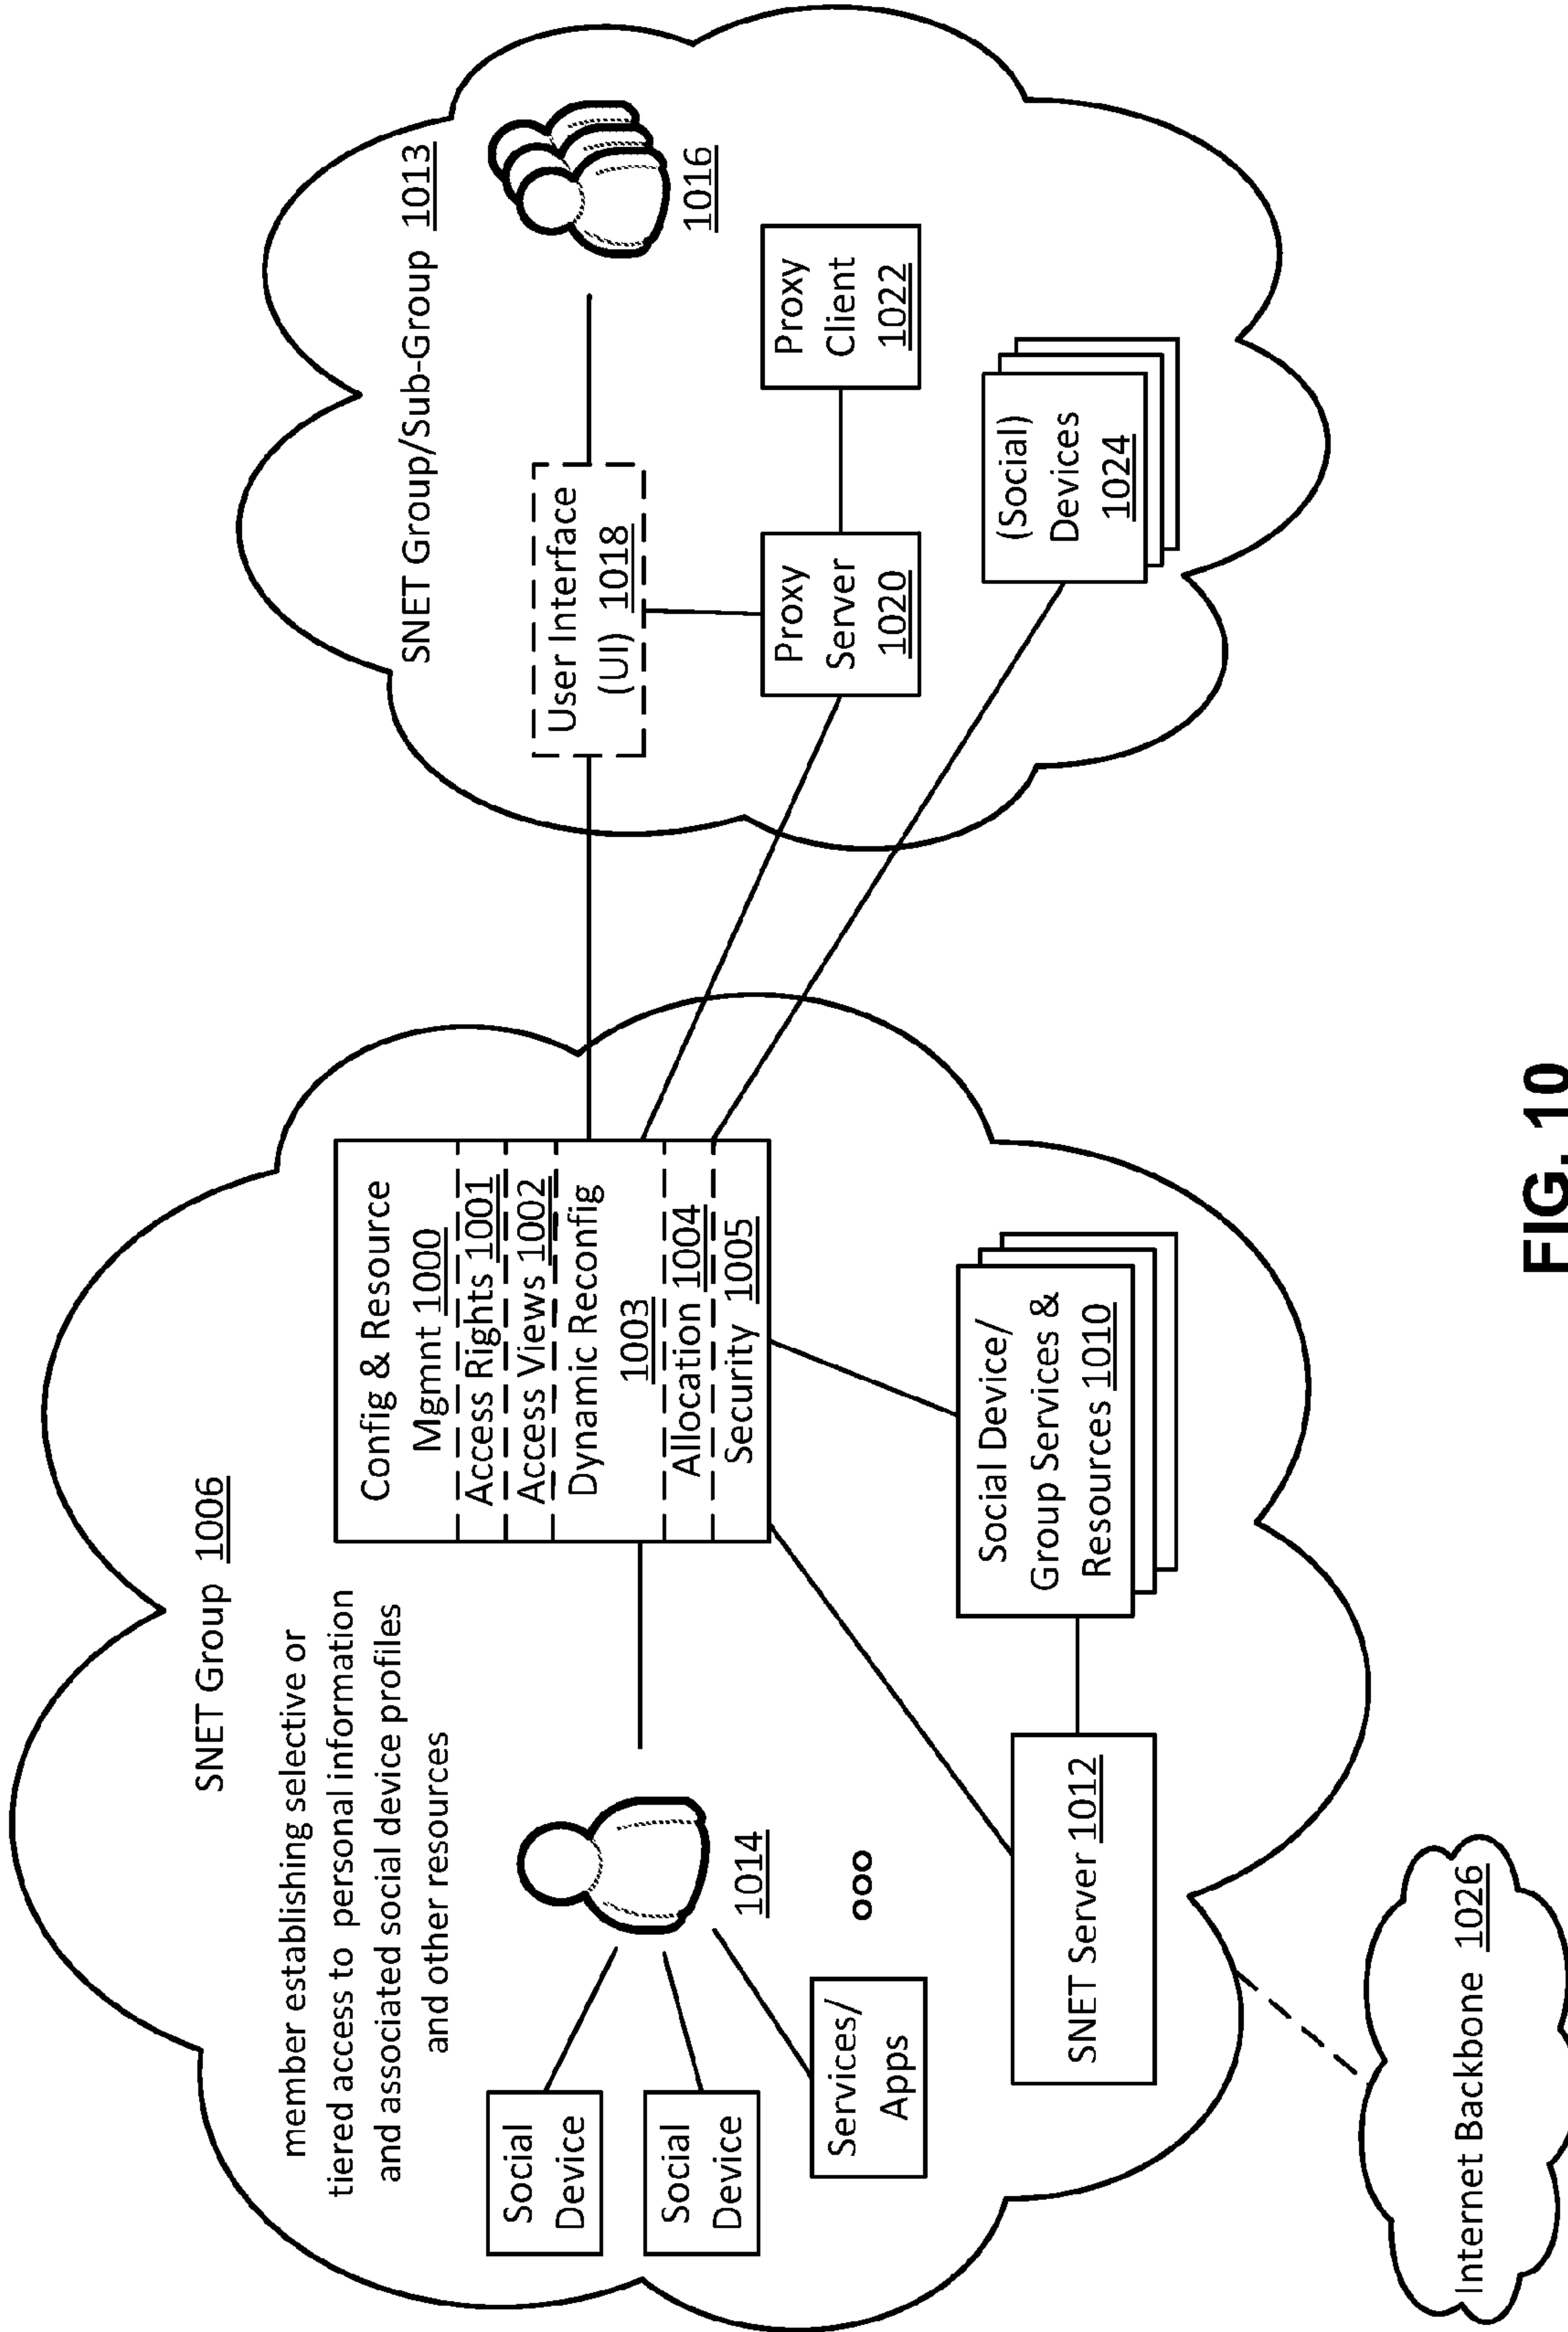 SNET Group 1006
member establishing selective or
tiered access to personal information
and associated social device profiles
and other resources
Social
Device
Social
Device
Services/
Apps
1014
ooo
Config & Resource
Mgmnt 1000
Access Rights 1001
Access Views 1002
Dynamic Reconfig
1003
Allocation 1004
Security 1005
SNET Server 1012
Social Device/
Group Services &
Resources 1010
Internet Backbone 1026
SNET Group/Sub-Group 1013
User Interface
(UI) 1018
1016
Proxy
Server
1020
Proxy
Client
1022
(Social)
Devices
1024
FIG. 10